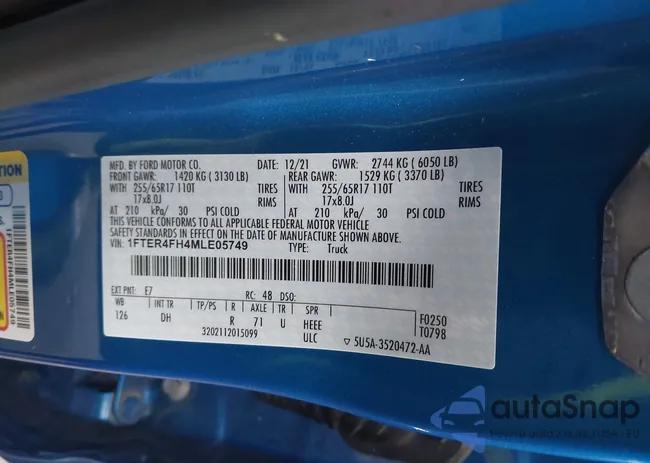 MFD. BY FORD MOTOR CO. DATE: 12/21 GVWR: 2744 KG ( 6050 LB)
FRONT GAWR: 1420 KG ( 3130 LB) REAR GAWR: 1529 KG ( 3370 LB)
WITH 255/65R17 110T TIRES WITH 255/65R17 110T TIRES
17x8.0J RIMS 17x8.0J RIMS
AT 210 kPa/ 30 PSI COLD AT 210 kPa/ 30 PSI COLD
THIS VEHICLE CONFORMS TO ALL APPLICABLE FEDERAL MOTOR VEHICLE
SAFETY STANDARDS IN EFFECT ON THE DATE OF MANUFACTURE SHOWN ABOVE.
VIN: 1FTER4FH4MLE05749 TYPE: Truck
EXT PNT: E7 RC: 48 DSO:
WB INT TR TP/PS R AXLE TR SPR F0250
126 DH R 71 U HEEE T0798
3202112015099 ULC 5U5A-3520472-AA
1FTER4FH4MLE05749
autoSnap